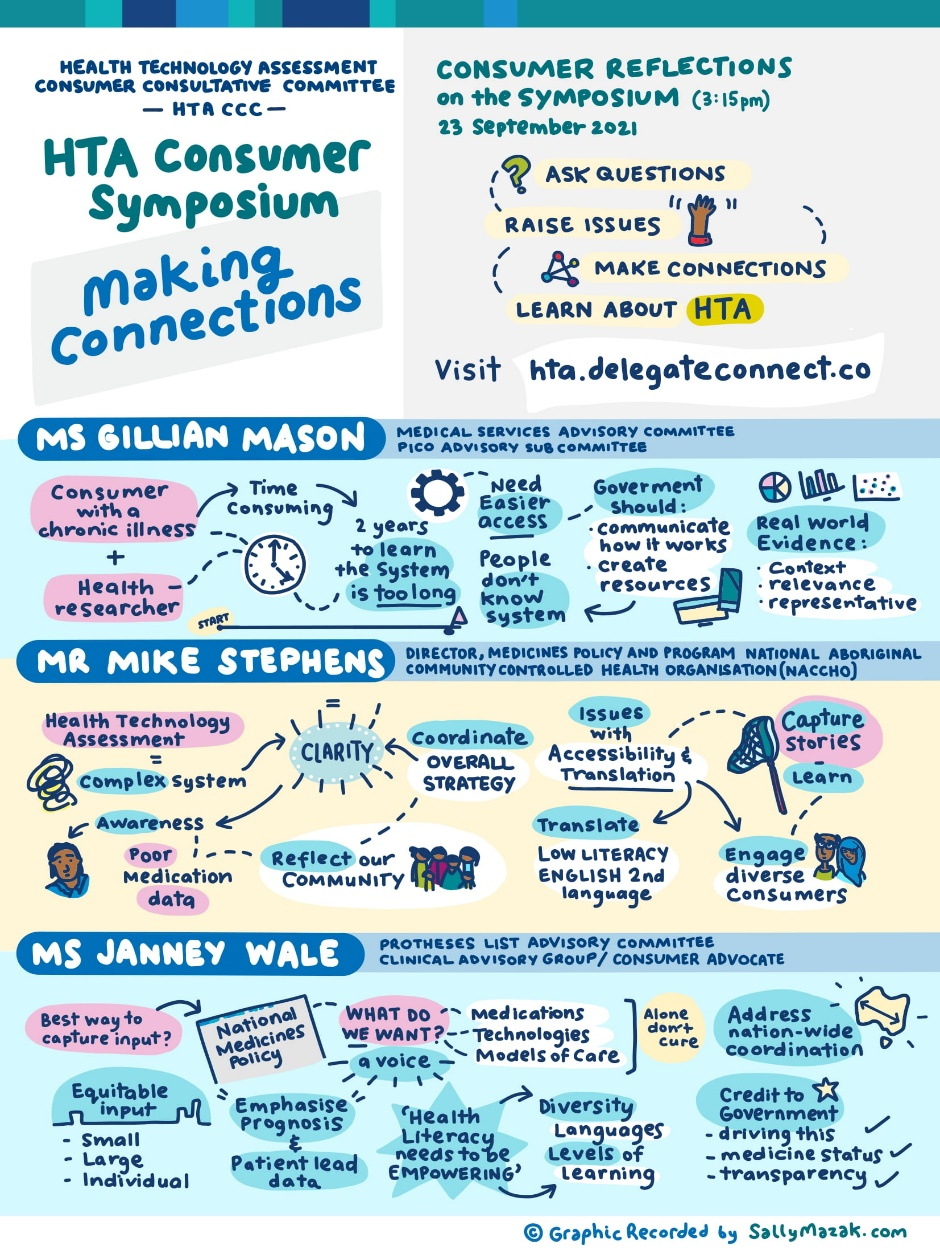 HEALTH TECHNOLOGY ASSESSMENT
CONSUMER CONSULTATIVE COMMITTEE
— HTA CCC —
HTA Consumer
Symposium
making
connections
CONSUMER REFLECTIONS
on the SYMPOSIUM (3:15pm)
23 September 2021
? ASK QUESTIONS
RAISE ISSUES
MAKE CONNECTIONS
LEARN ABOUT HTA
Visit hta.delegateconnect.co
MS GILLIAN MASON
MEDICAL SERVICES ADVISORY COMMITTEE
PICO ADVISORY SUB COMMITTEE
Consumer
with a
chronic illness
+
Health
researcher
Time
Consuming
2 years
to learn
the System
is too long
START
Need
Easier
access
People
don't
know
system
Goverment
Should:
· communicate
how it works
· create
resources
Real World
Evidence:
· Context
· relevance
· representative
MR MIKE STEPHENS
DIRECTOR, MEDICINES POLICY AND PROGRAM NATIONAL ABORIGINAL
COMMUNITY CONTROLLED HEALTH ORGANISATION (NACCHO)
Health Technology
Assessment
=
Complex System
Awareness
Poor
Medication
data
=
CLARITY
Coordinate
OVERALL
STRATEGY
Reflect our
COMMUNITY
Issues
with
Accessibility &
Translation
Translate
LOW LITERACY
ENGLISH 2nd
language
Capture
Stories
=
Learn
Engage
diverse
Consumers
MS JANNEY WALE
PROTHESES LIST ADVISORY COMMITTEE
CLINICAL ADVISORY GROUP/ CONSUMER ADVOCATE
Best way to
capture input?
National
Medicines
Policy
WHAT DO
WE WANT?
a voice
Medications
Technologies
Models of Care
Alone
don't
cure
Address
nation-wide
coordination
Equitable
input
- Small
- Large
- Individual
Emphasise
Prognosis
&
Patient lead
data
'Health
Literacy
needs to be
EMPOWERING'
Diversity
Languages
Levels of
Learning
Credit to
Government
- driving this
- medicine status
- transparency
© Graphic Recorded by SallyMazak.com